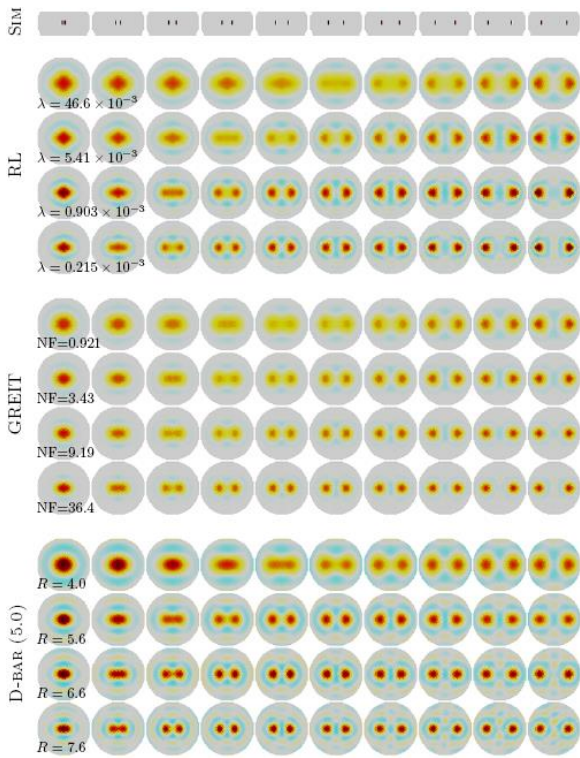 SIM
RL
λ = 46.6 × 10⁻³
λ = 5.41 × 10⁻³
λ = 0.903 × 10⁻³
λ = 0.215 × 10⁻³
GREIT
NF=0.921
NF=3.43
NF=9.19
NF=36.4
D-BAR (5.0)
R = 4.0
R = 5.6
R = 6.6
R = 7.6